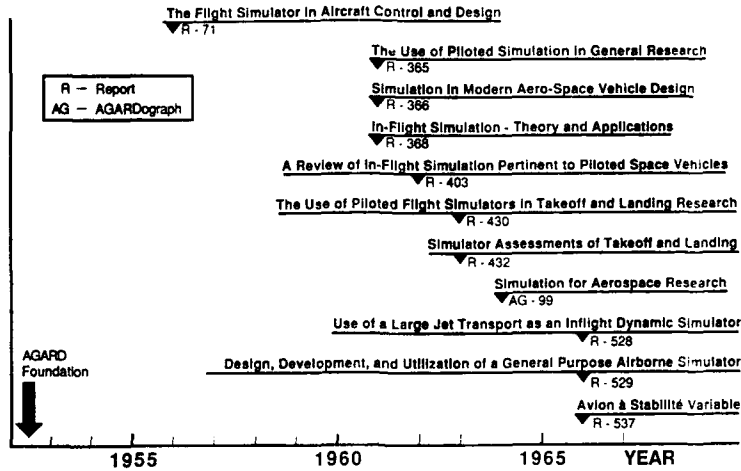 The Flight Simulator in Aircraft Control and Design
R - 71
The Use of Piloted Simulation in General Research
R - 365
R – Report
AG – AGARDograph
Simulation in Modern Aero-Space Vehicle Design
R - 366
In-Flight Simulation - Theory and Applications
R - 368
A Review of In-Flight Simulation Pertinent to Piloted Space Vehicles
R - 403
The Use of Piloted Flight Simulators in Takeoff and Landing Research
R - 430
Simulator Assessments of Takeoff and Landing
R - 432
Simulation for Aerospace Research
AG - 99
Use of a Large Jet Transport as an Inflight Dynamic Simulator
R - 528
AGARD
Foundation
Design, Development, and Utilization of a General Purpose Airborne Simulator
R - 529
Avion à Stabilité Variable
R - 537
1955 1960 1965 YEAR